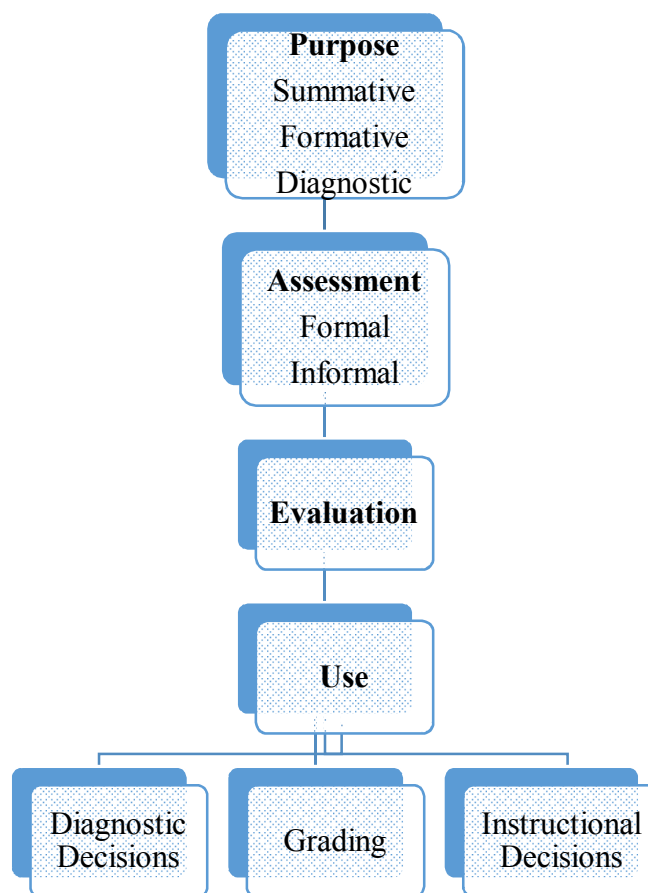 Purpose
Summative
Formative
Diagnostic
Assessment
Formal
Informal
Evaluation
Use
Diagnostic
Decisions
Grading
Instructional
Decisions